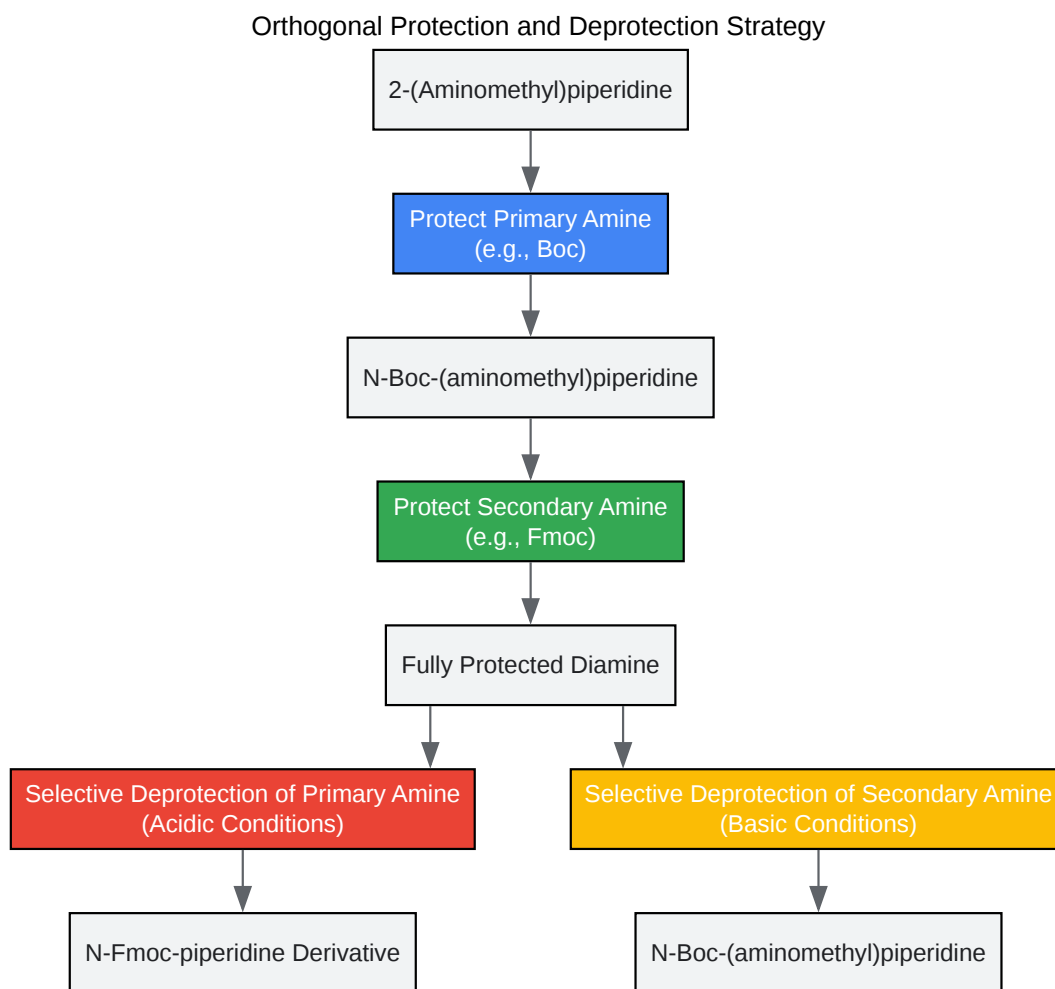 Orthogonal Protection and Deprotection Strategy
2-(Aminomethyl)piperidine
Protect Primary Amine
(e.g., Boc)
N-Boc-(aminomethyl)piperidine
Protect Secondary Amine
(e.g., Fmoc)
Fully Protected Diamine
Selective Deprotection of Primary Amine
(Acidic Conditions)
Selective Deprotection of Secondary Amine
(Basic Conditions)
N-Fmoc-piperidine Derivative
N-Boc-(aminomethyl)piperidine